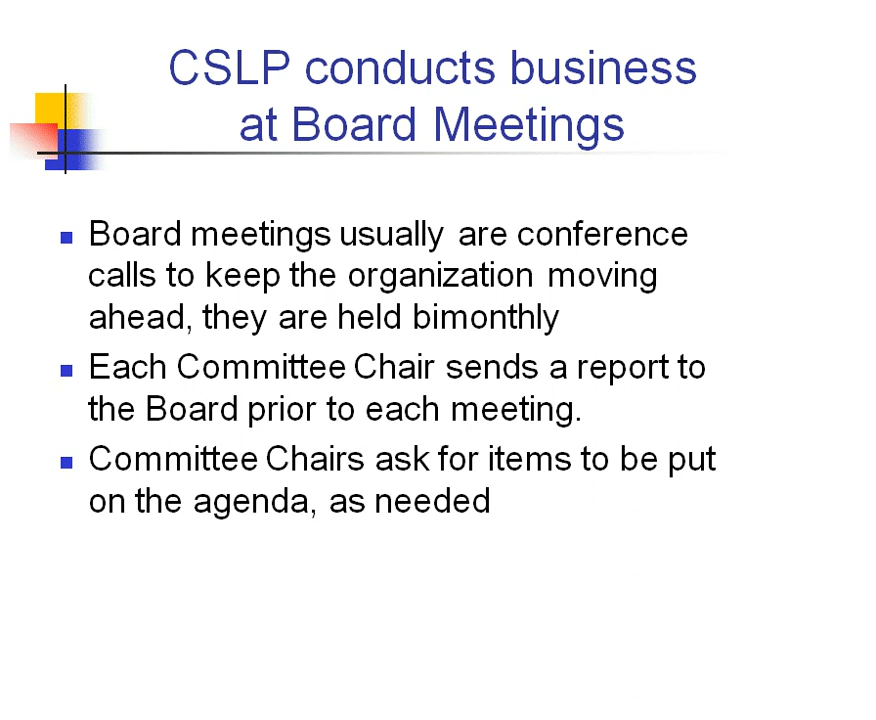 CSLP conducts business
at Board Meetings
Board meetings usually are conference
calls to keep the organization moving
ahead, they are held bimonthly
Each Committee Chair sends a report to
the Board prior to each meeting.
Committee Chairs ask for items to be put
on the agenda, as needed